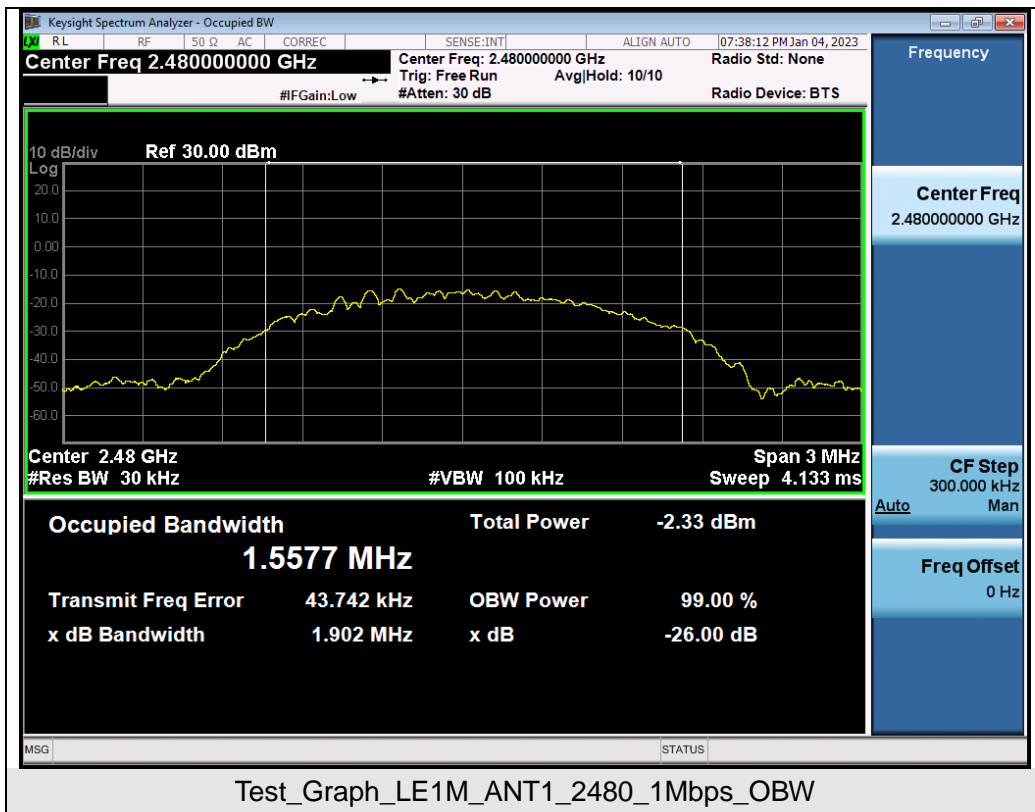 Keysight Spectrum Analyzer - Occupied BW
LXI RL RF 50 Ω AC CORREC SENSE:INT ALIGN AUTO 07:38:12 PM Jan 04, 2023
Center Freq 2.480000000 GHz
Center Freq: 2.480000000 GHz
Radio Std: None
Trig: Free Run Avg|Hold: 10/10
#IFGain:Low
#Atten: 30 dB
Radio Device: BTS
10 dB/div Ref 30.00 dBm
Log
20.0
10.0
0.00
-10.0
-20.0
-30.0
-40.0
-50.0
-60.0
Center 2.48 GHz
Span 3 MHz
#Res BW 30 kHz
#VBW 100 kHz
Sweep 4.133 ms
Occupied Bandwidth
Total Power -2.33 dBm
1.5577 MHz
Transmit Freq Error 43.742 kHz
OBW Power 99.00 %
x dB Bandwidth 1.902 MHz
x dB -26.00 dB
Frequency
Center Freq
2.480000000 GHz
CF Step
300.000 kHz
Auto Man
Freq Offset
0 Hz
MSG STATUS
Test_Graph_LE1M_ANT1_2480_1Mbps_OBW